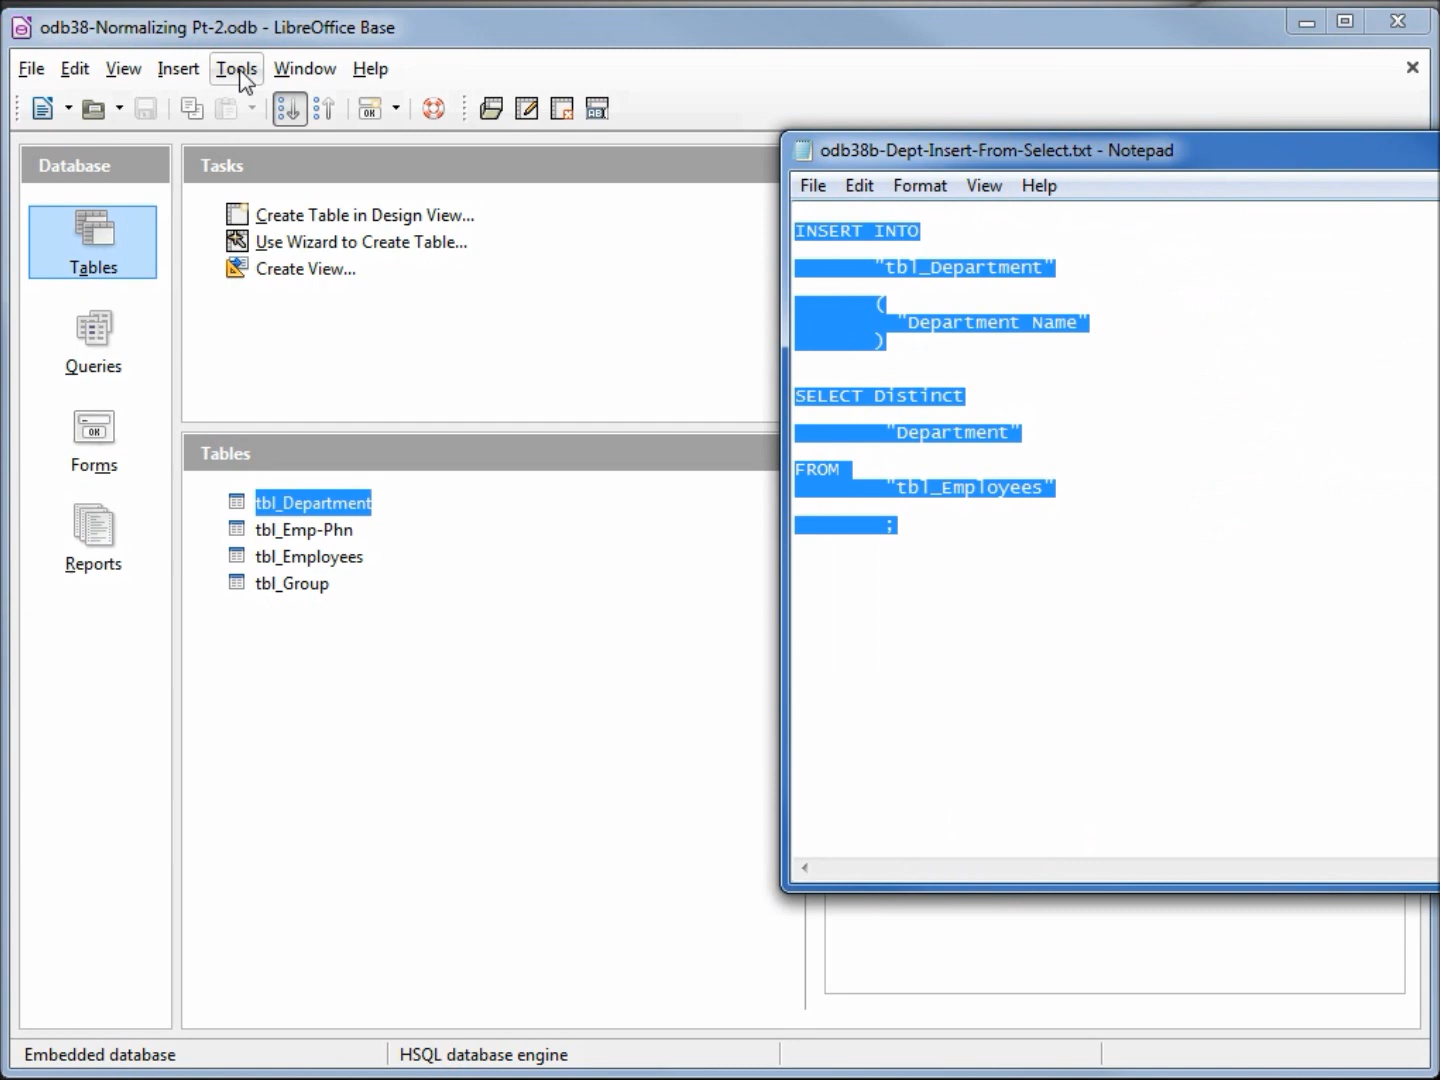 odb38-Normalizing Pt-2.odb - LibreOffice Base
File Edit View Insert Tools Window Help
Database
Tables
Queries
Forms
Reports
Tasks
Create Table in Design View...
Use Wizard to Create Table...
Create View...
Tables
tbl_Department
tbl_Emp-Phn
tbl_Employees
tbl_Group
odb38b-Dept-Insert-From-Select.txt - Notepad
File Edit Format View Help
INSERT INTO
"tbl_Department"
(
"Department Name"
)
SELECT Distinct
"Department"
FROM
"tbl_Employees"
;
Embedded database
HSQL database engine